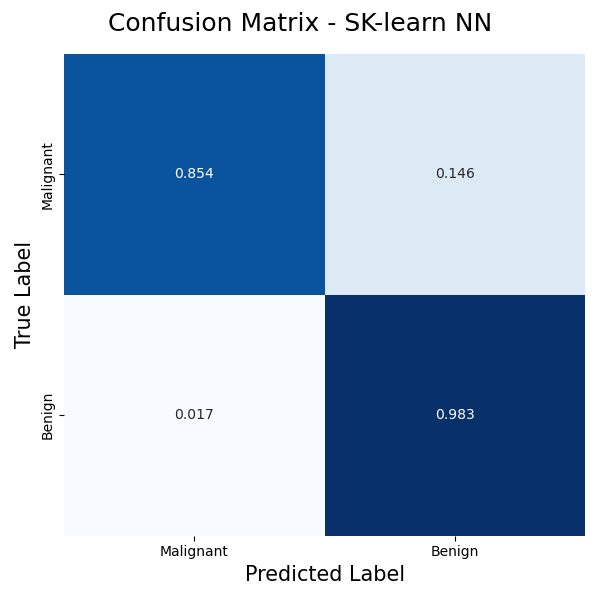 Confusion Matrix - SK-learn NN
True Label
Malignant
0.854
0.146
Benign
0.017
0.983
Malignant
Benign
Predicted Label